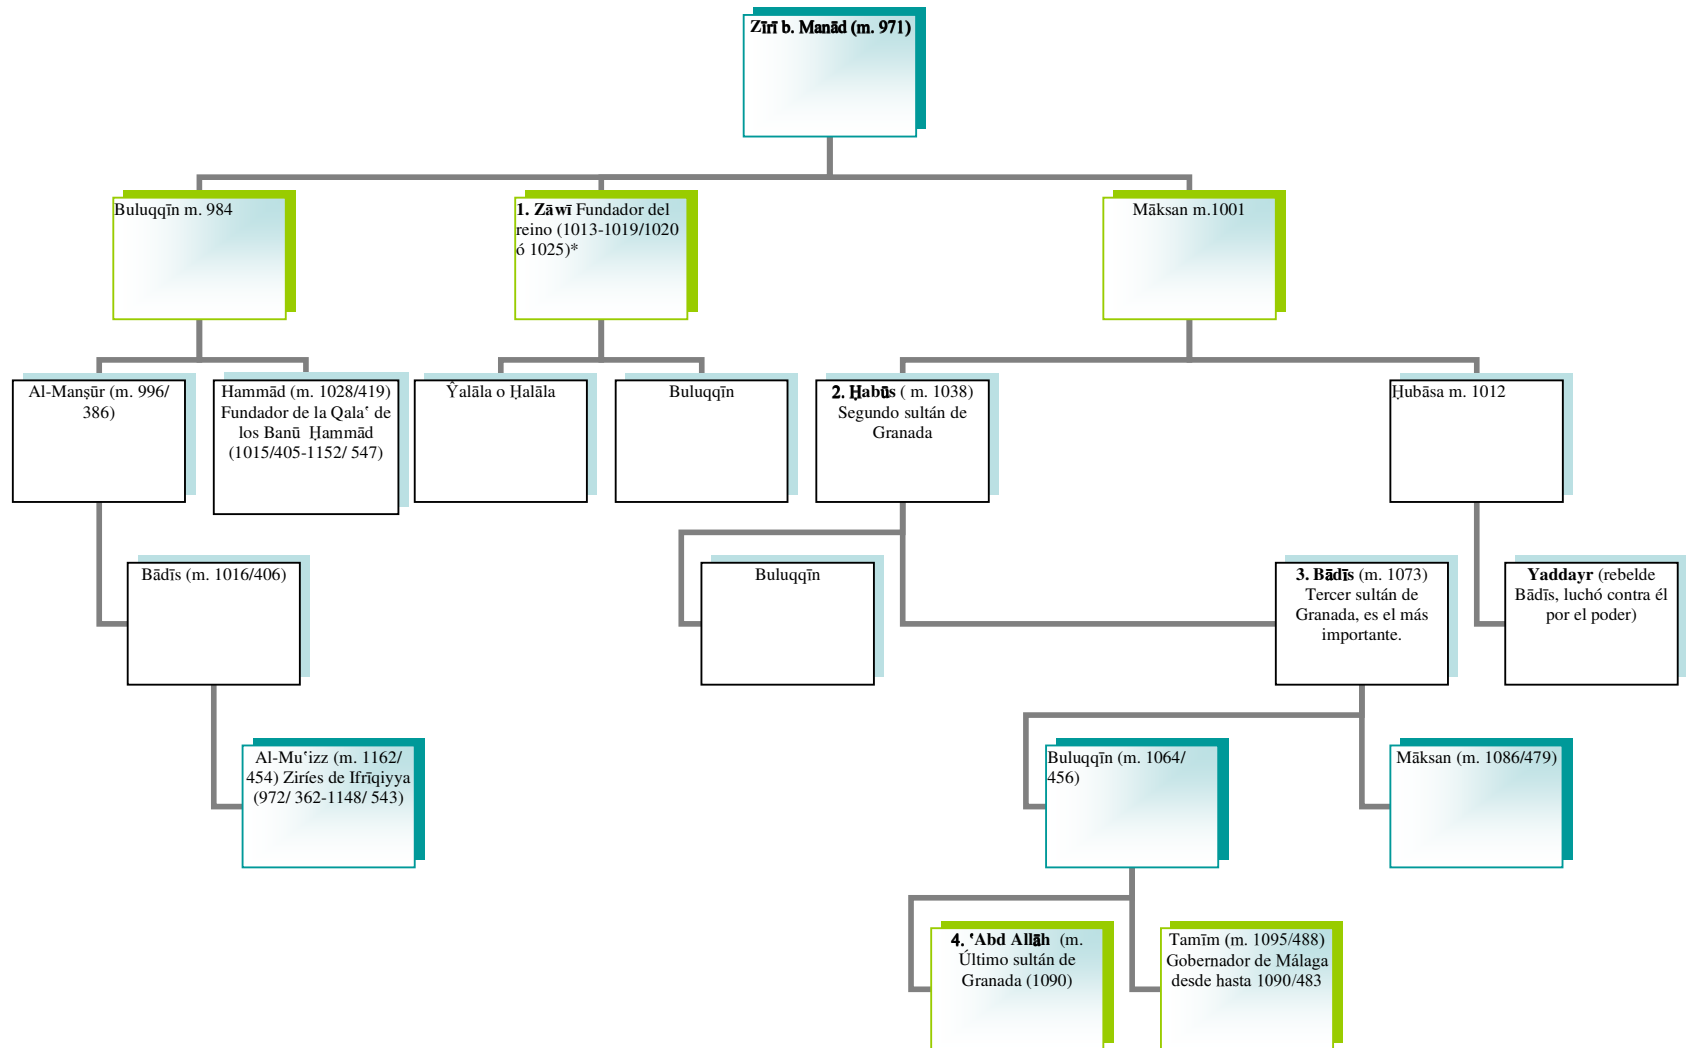 Zīrī b. Manād (m. 971)
Buluqqīn m. 984
1. Zāwī Fundador del
reino (1013-1019/1020
ó 1025)*
Māksan m.1001
Al-Manṣūr (m. 996/
386)
Hammād (m. 1028/419)
Fundador de la Qalaʿ de
los Banū Ḥammād
(1015/405-1152/ 547)
Ŷalāla o Ḥalāla
Buluqqīn
2. Ḥabūs ( m. 1038)
Segundo sultán de
Granada
Ḥubāsa m. 1012
Bādīs (m. 1016/406)
Buluqqīn
3. Bādīs (m. 1073)
Tercer sultán de
Granada, es el más
importante.
Yaddayr (rebelde
Bādīs, luchó contra él
por el poder)
Al-Muʿizz (m. 1162/
454) Ziríes de Ifrīqiyya
(972/ 362-1148/ 543)
Buluqqīn (m. 1064/
456)
Māksan (m. 1086/479)
4. ʿAbd Allāh (m.
Último sultán de
Granada (1090)
Tamīm (m. 1095/488)
Gobernador de Málaga
desde hasta 1090/483